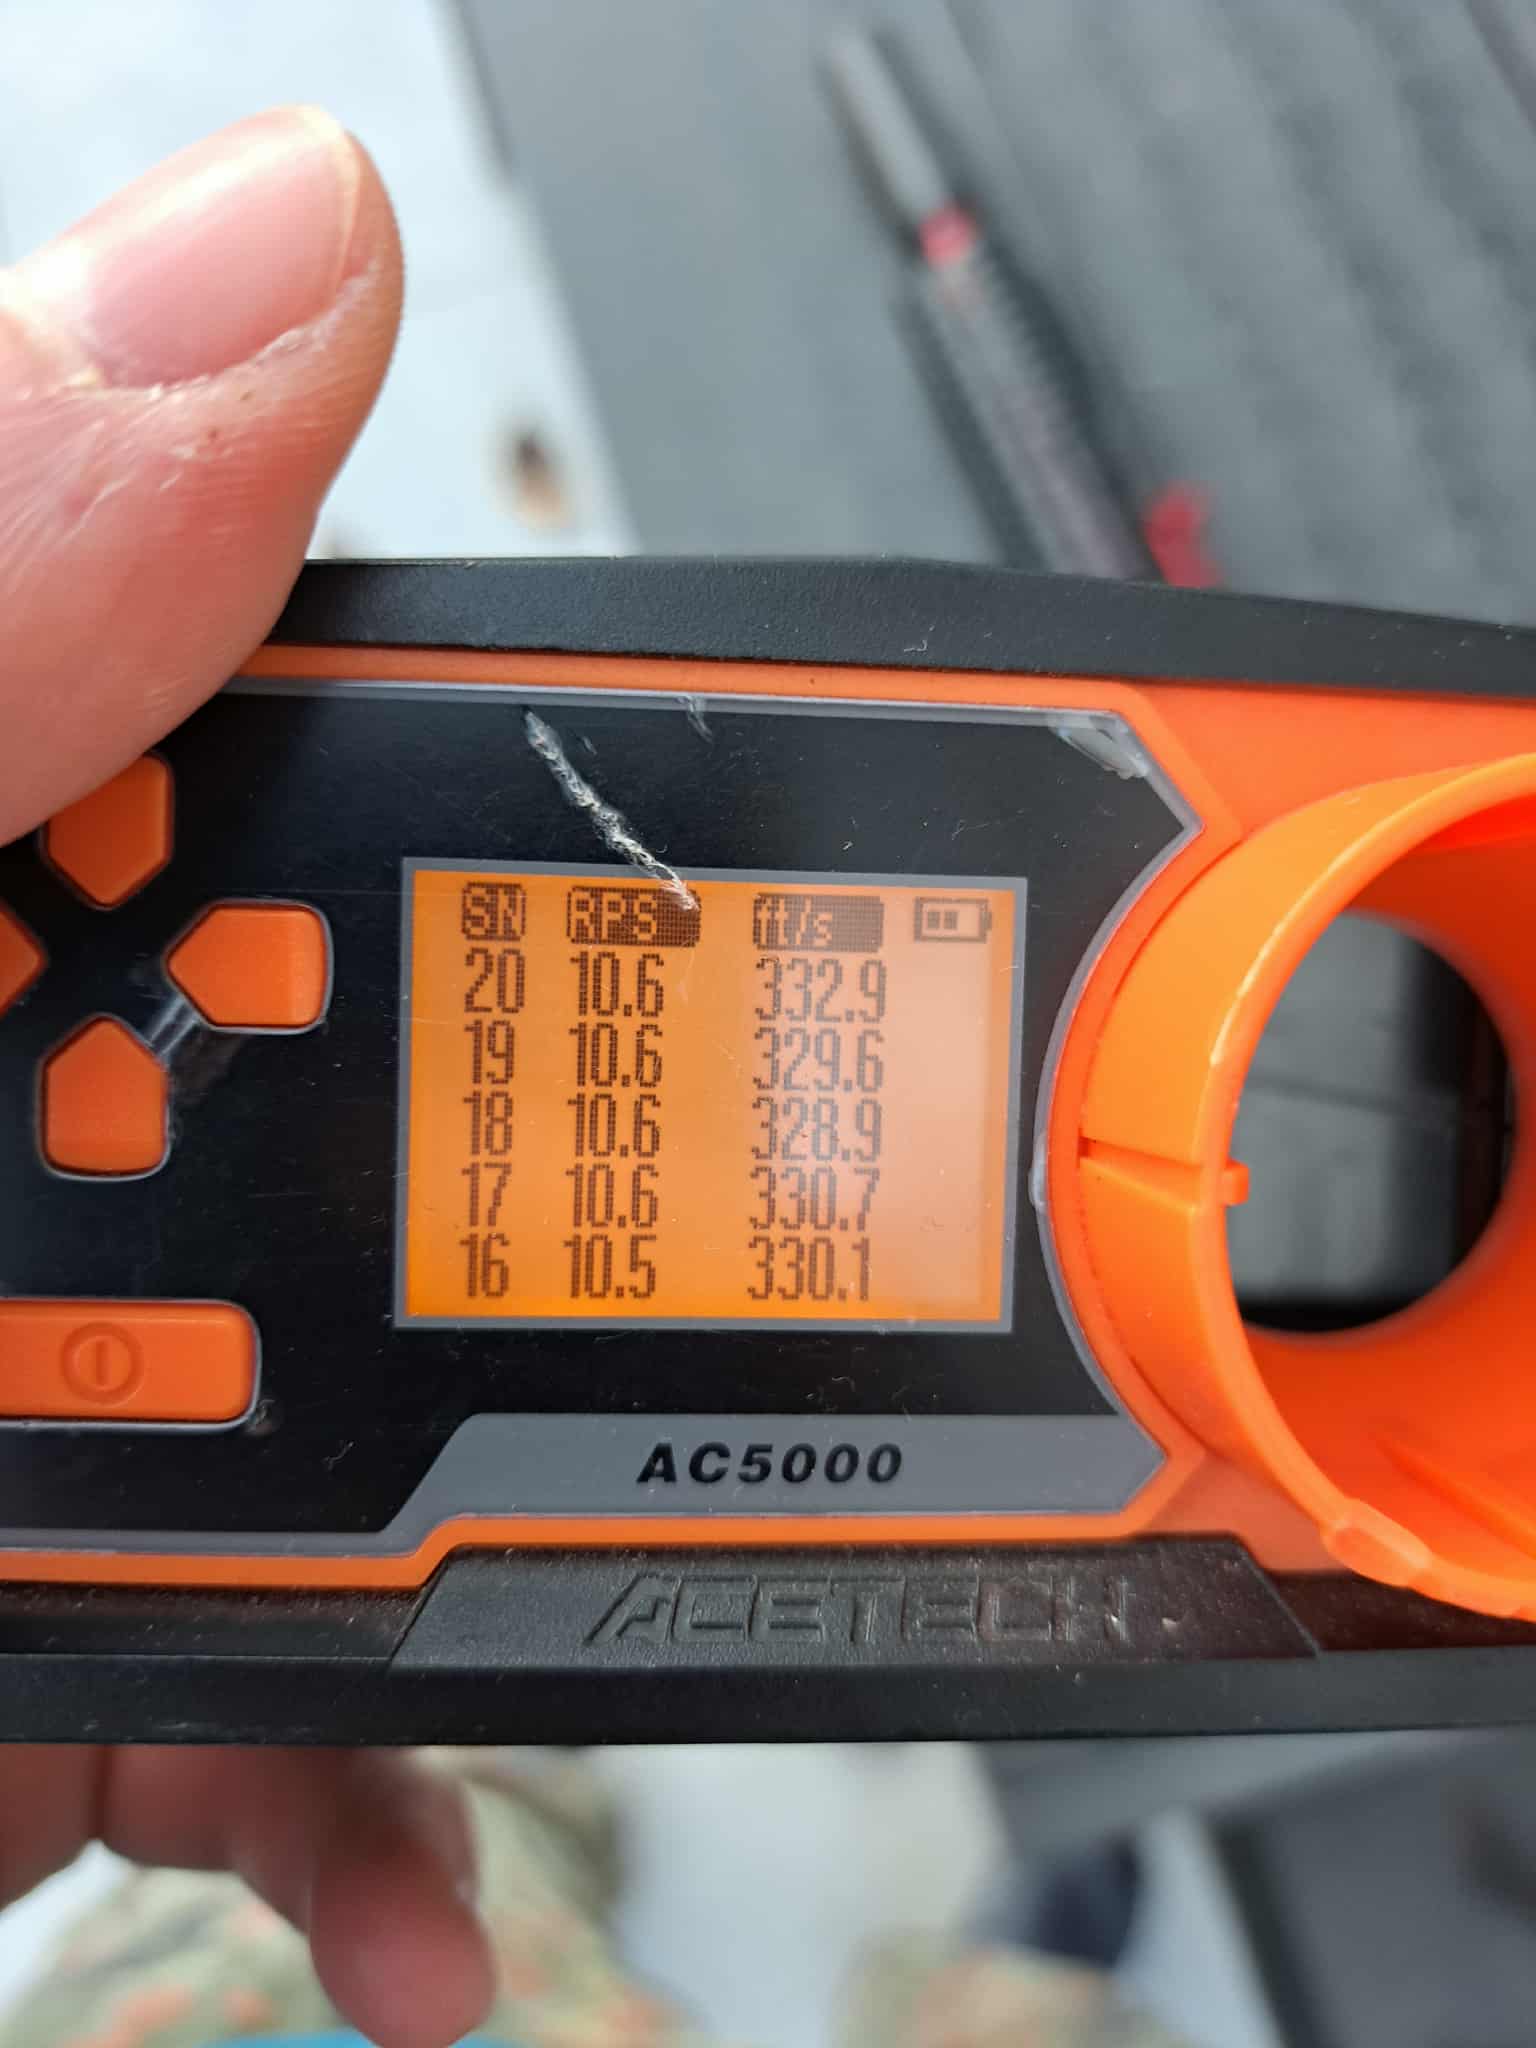 SN RPS ft/s
20 10.6 332.9
19 10.6 329.6
18 10.6 328.9
17 10.6 330.7
16 10.5 330.1
AC5000
ACETECH